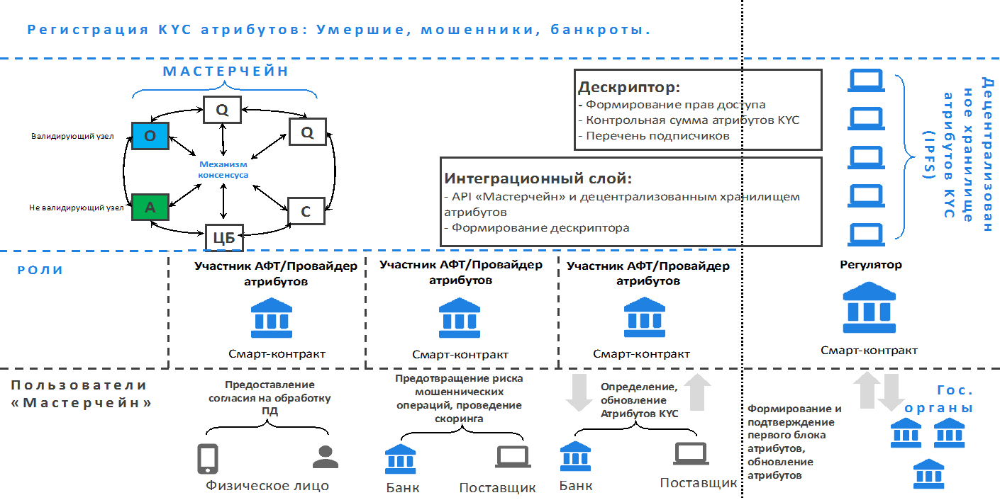 Регистрация KYC атрибутов: Умершие, мошенники, банкроты.
МАСТЕРЧЕЙН
Q
O
Q
Валидирующий узел
Механизм
консенсуса
Не валидирующий узел
A
C
ЦБ
Дескриптор:
- Формирование прав доступа
- Контрольная сумма атрибутов KYC
- Перечень подписчиков
Интеграционный слой:
- API «Мастерчейн» и децентрализованным хранилищем
атрибутов
- Формирование дескриптора
Децентрализован
ное хранилище
атрибутов KYC
(IPFS)
РОЛИ
Участник АФТ/Провайдер
атрибутов
Смарт-контракт
Участник АФТ/Провайдер
атрибутов
Смарт-контракт
Участник АФТ/Провайдер
атрибутов
Смарт-контракт
Регулятор
Смарт-контракт
Пользователи
«Мастерчейн»
Предоставление
согласия на обработку
ПД
Физическое лицо
Предотвращение риска
мошеннических
операций, проведение
скоринга
Банк
Поставщик
Определение,
обновление
Атрибутов KYC
Банк
Поставщик
Формирование и
подтверждение
первого блока
атрибутов,
обновление
атрибутов
Гос.
органы